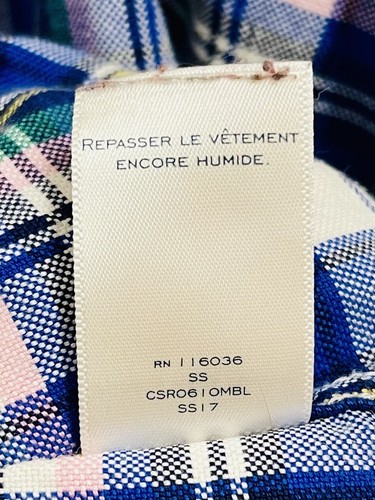 REPASSER LE VÊTEMENT
ENCORE HUMIDE.
RN 116036
SS
CSR0610MBL
SS17